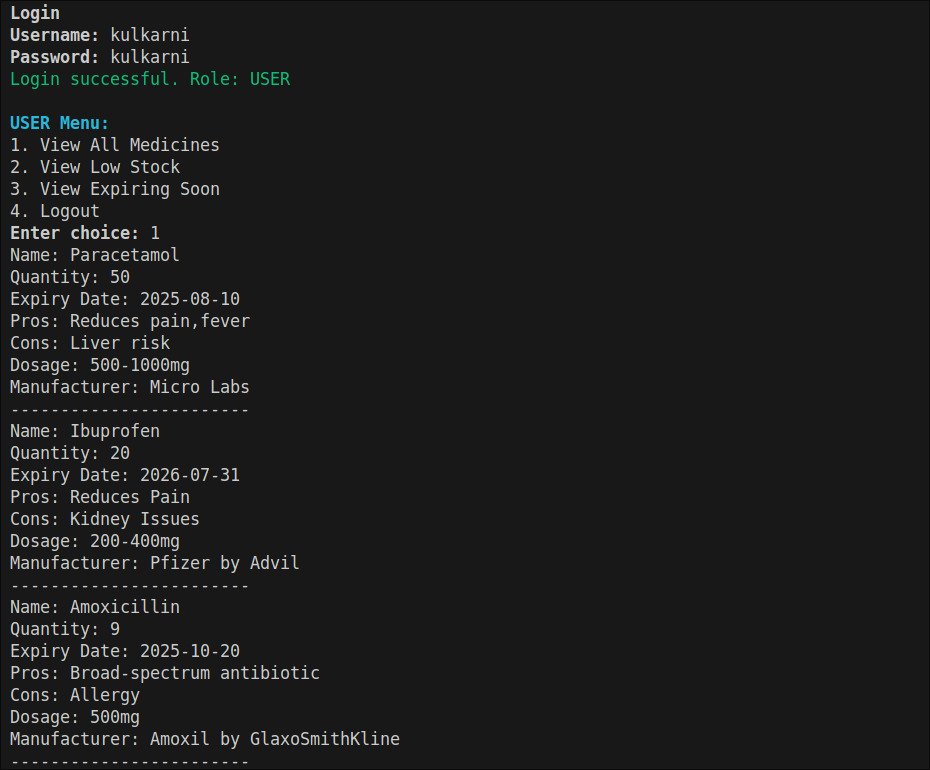 Login
Username: kulkarni
Password: kulkarni
Login successful. Role: USER

USER Menu:
1. View All Medicines
2. View Low Stock
3. View Expiring Soon
4. Logout
Enter choice: 1
Name: Paracetamol
Quantity: 50
Expiry Date: 2025-08-10
Pros: Reduces pain,fever
Cons: Liver risk
Dosage: 500-1000mg
Manufacturer: Micro Labs
------------------------
Name: Ibuprofen
Quantity: 20
Expiry Date: 2026-07-31
Pros: Reduces Pain
Cons: Kidney Issues
Dosage: 200-400mg
Manufacturer: Pfizer by Advil
------------------------
Name: Amoxicillin
Quantity: 9
Expiry Date: 2025-10-20
Pros: Broad-spectrum antibiotic
Cons: Allergy
Dosage: 500mg
Manufacturer: Amoxil by GlaxoSmithKline
------------------------